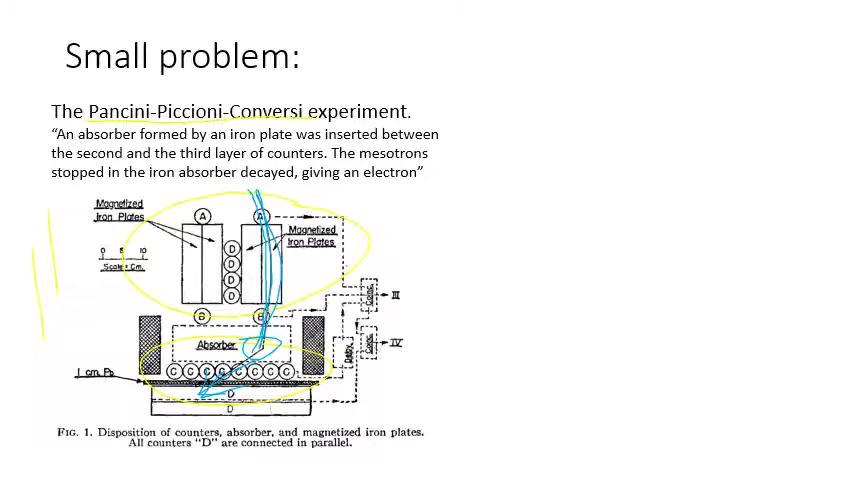 Small problem:
The Pancini-Piccioni-Conversi experiment.
“An absorber formed by an iron plate was inserted between
the second and the third layer of counters. The mesotrons
stopped in the iron absorber decayed, giving an electron”
Magnetized
Iron Plates
A A
Magnetized
Iron Plates
0 5 10
Scale-Cm.
D
D
D
D
Conc.
III
B B
Absorber
Delay
Conc.
IV
C C C C C C C C
1 cm. Pb
D
D
FIG. 1. Disposition of counters, absorber, and magnetized iron plates.
All counters “D” are connected in parallel.